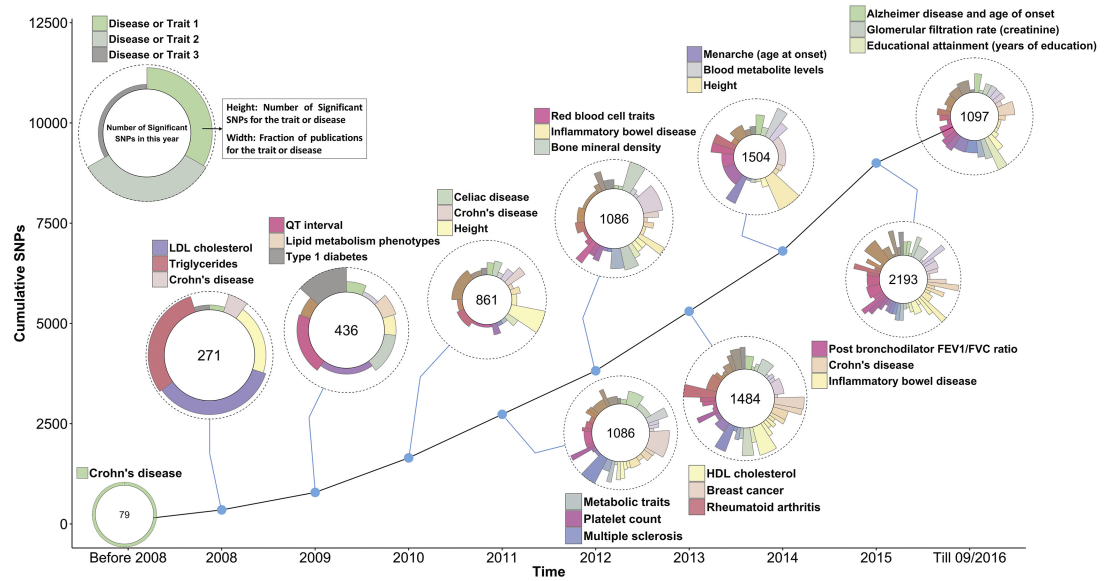 12500
10000
7500
5000
2500
0
Cumulative SNPs
Disease or Trait 1
Disease or Trait 2
Disease or Trait 3
Number of Significant
SNPs in this year
Height: Number of Significant
SNPs for the trait or disease
Width: Fraction of publications
for the trait or disease
Crohn's disease
79
LDL cholesterol
Triglycerides
Crohn's disease
271
QT interval
Lipid metabolism phenotypes
Type 1 diabetes
436
Celiac disease
Crohn's disease
Height
861
Red blood cell traits
Inflammatory bowel disease
Bone mineral density
1086
1086
Metabolic traits
Platelet count
Multiple sclerosis
Menarche (age at onset)
Blood metabolite levels
Height
1504
1484
HDL cholesterol
Breast cancer
Rheumatoid arthritis
Alzheimer disease and age of onset
Glomerular filtration rate (creatinine)
Educational attainment (years of education)
1097
2193
Post bronchodilator FEV1/FVC ratio
Crohn's disease
Inflammatory bowel disease
Before 2008
2008
2009
2010
2011
2012
2013
2014
2015
Till 09/2016
Time